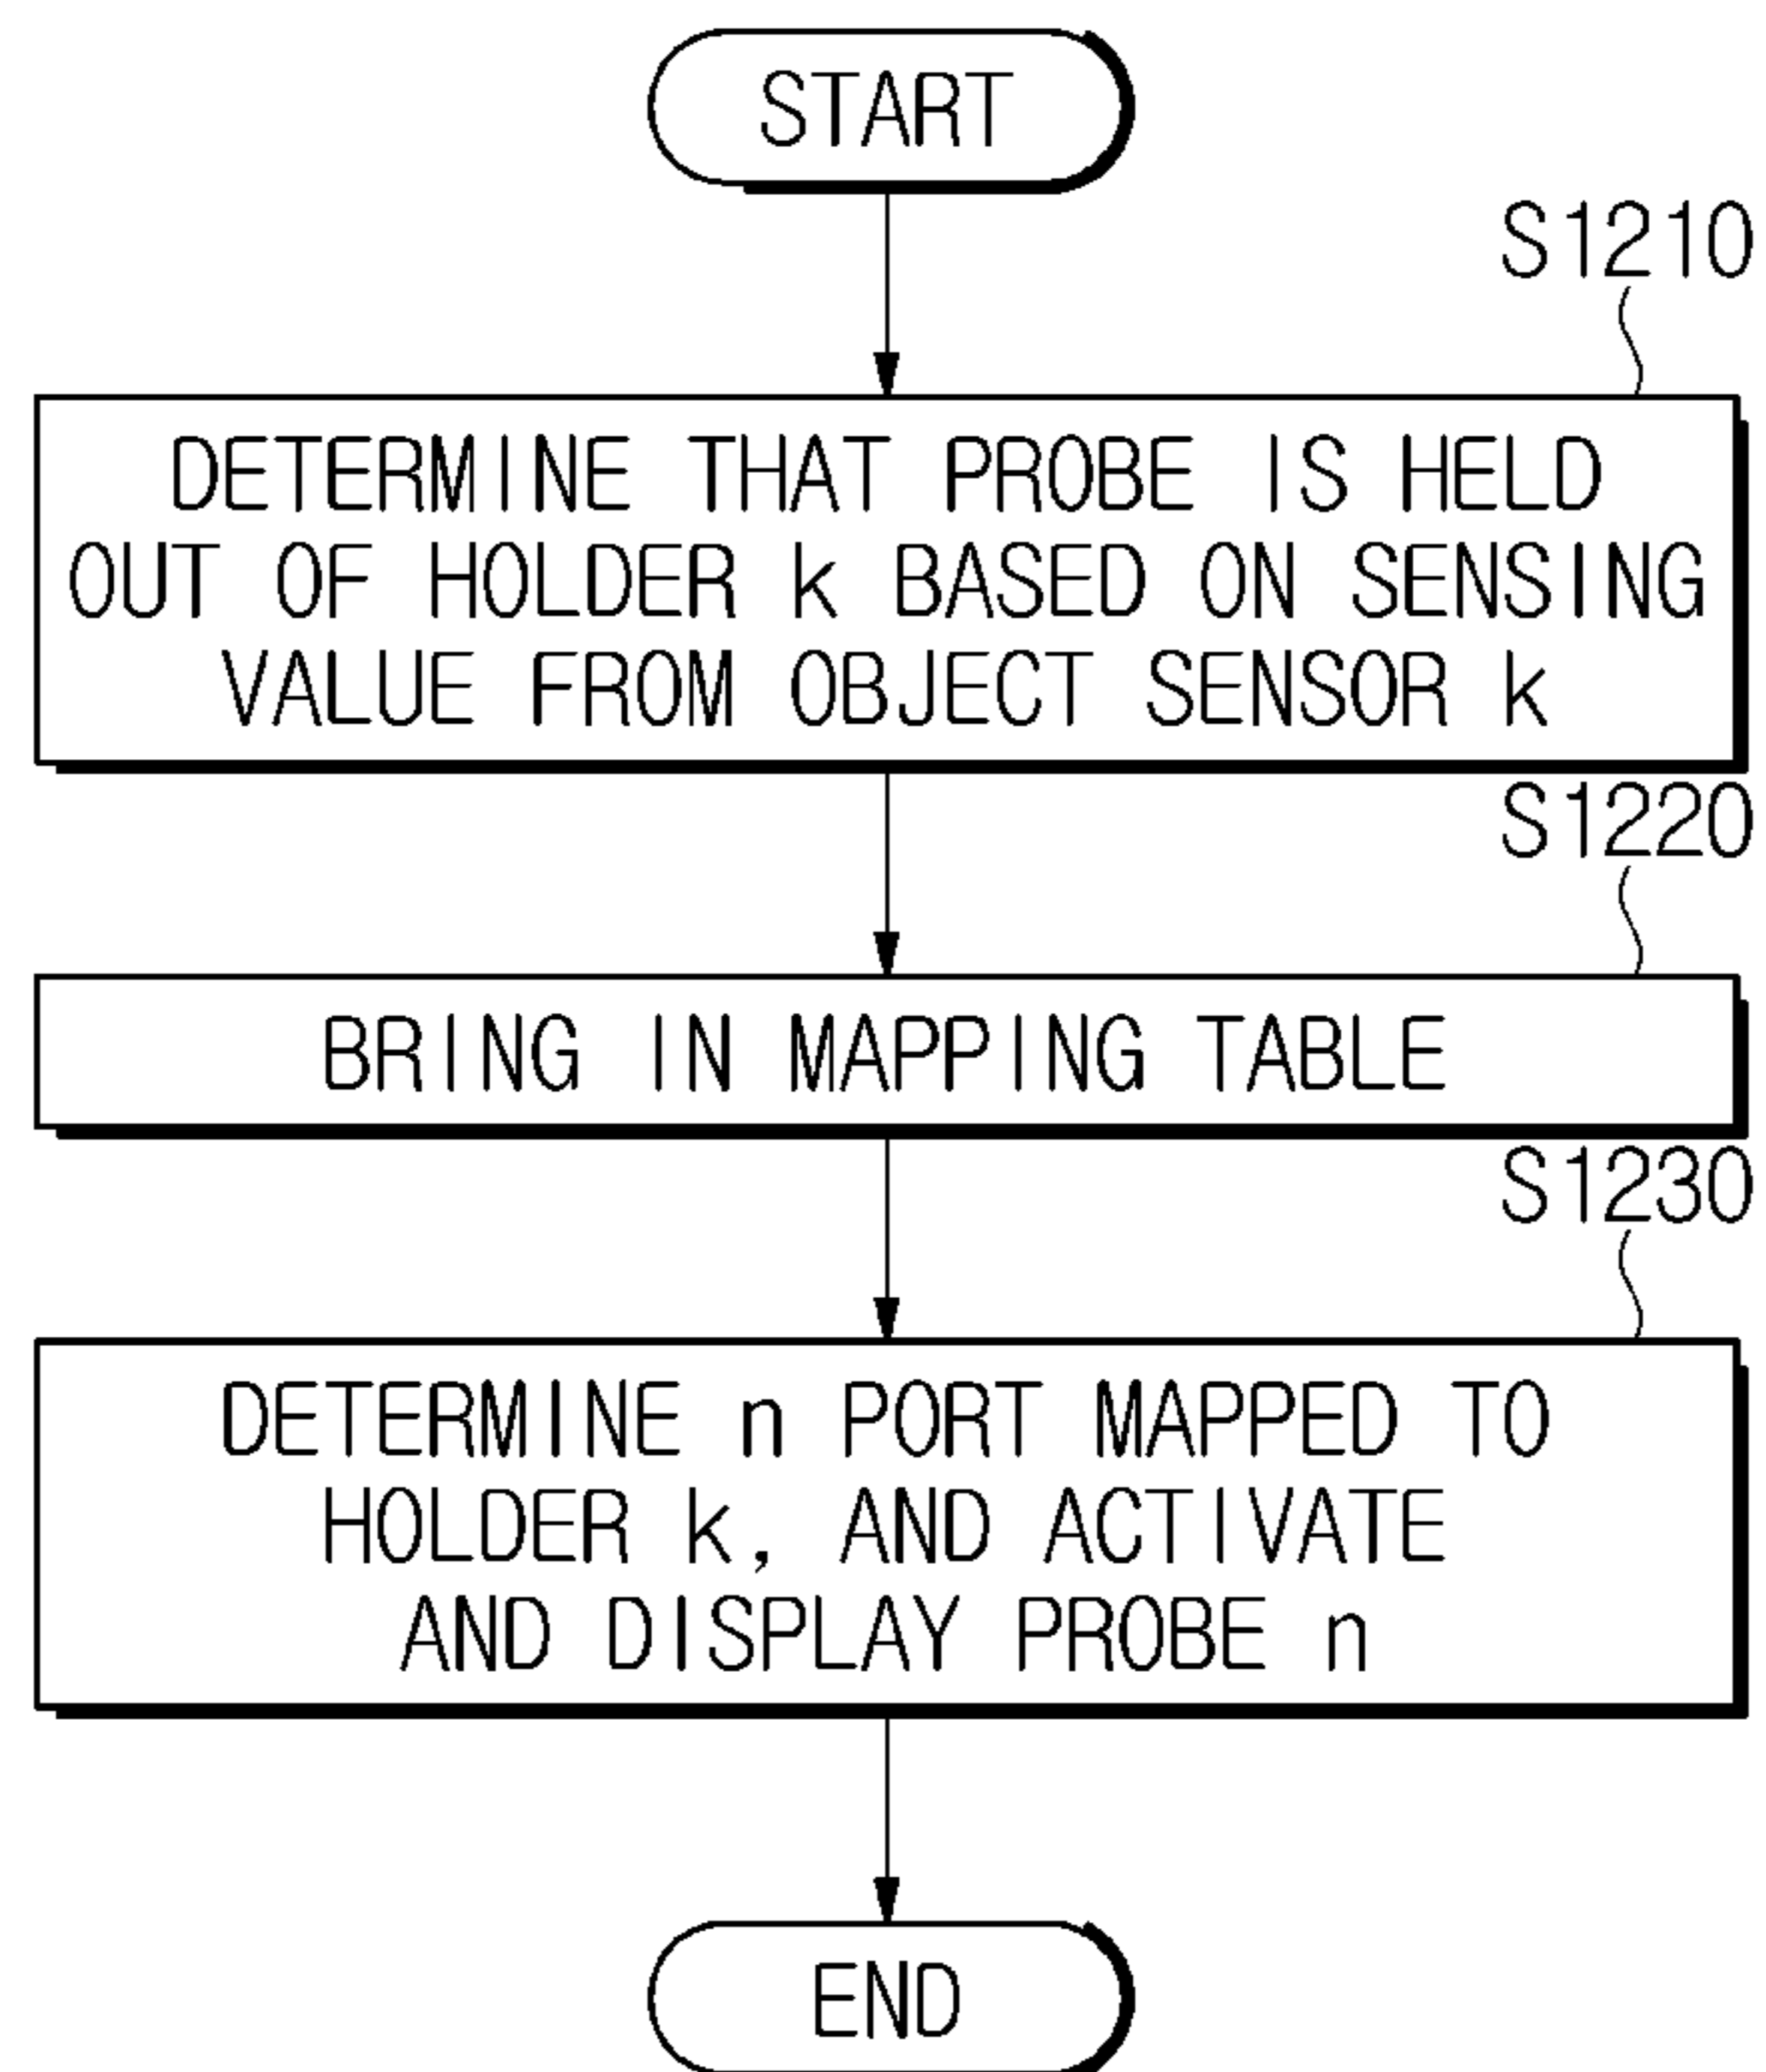 START
S1210
DETERMINE THAT PROBE IS HELD
OUT OF HOLDER k BASED ON SENSING
VALUE FROM OBJECT SENSOR k
S1220
BRING IN MAPPING TABLE
S1230
DETERMINE n PORT MAPPED TO
HOLDER k, AND ACTIVATE
AND DISPLAY PROBE n
END